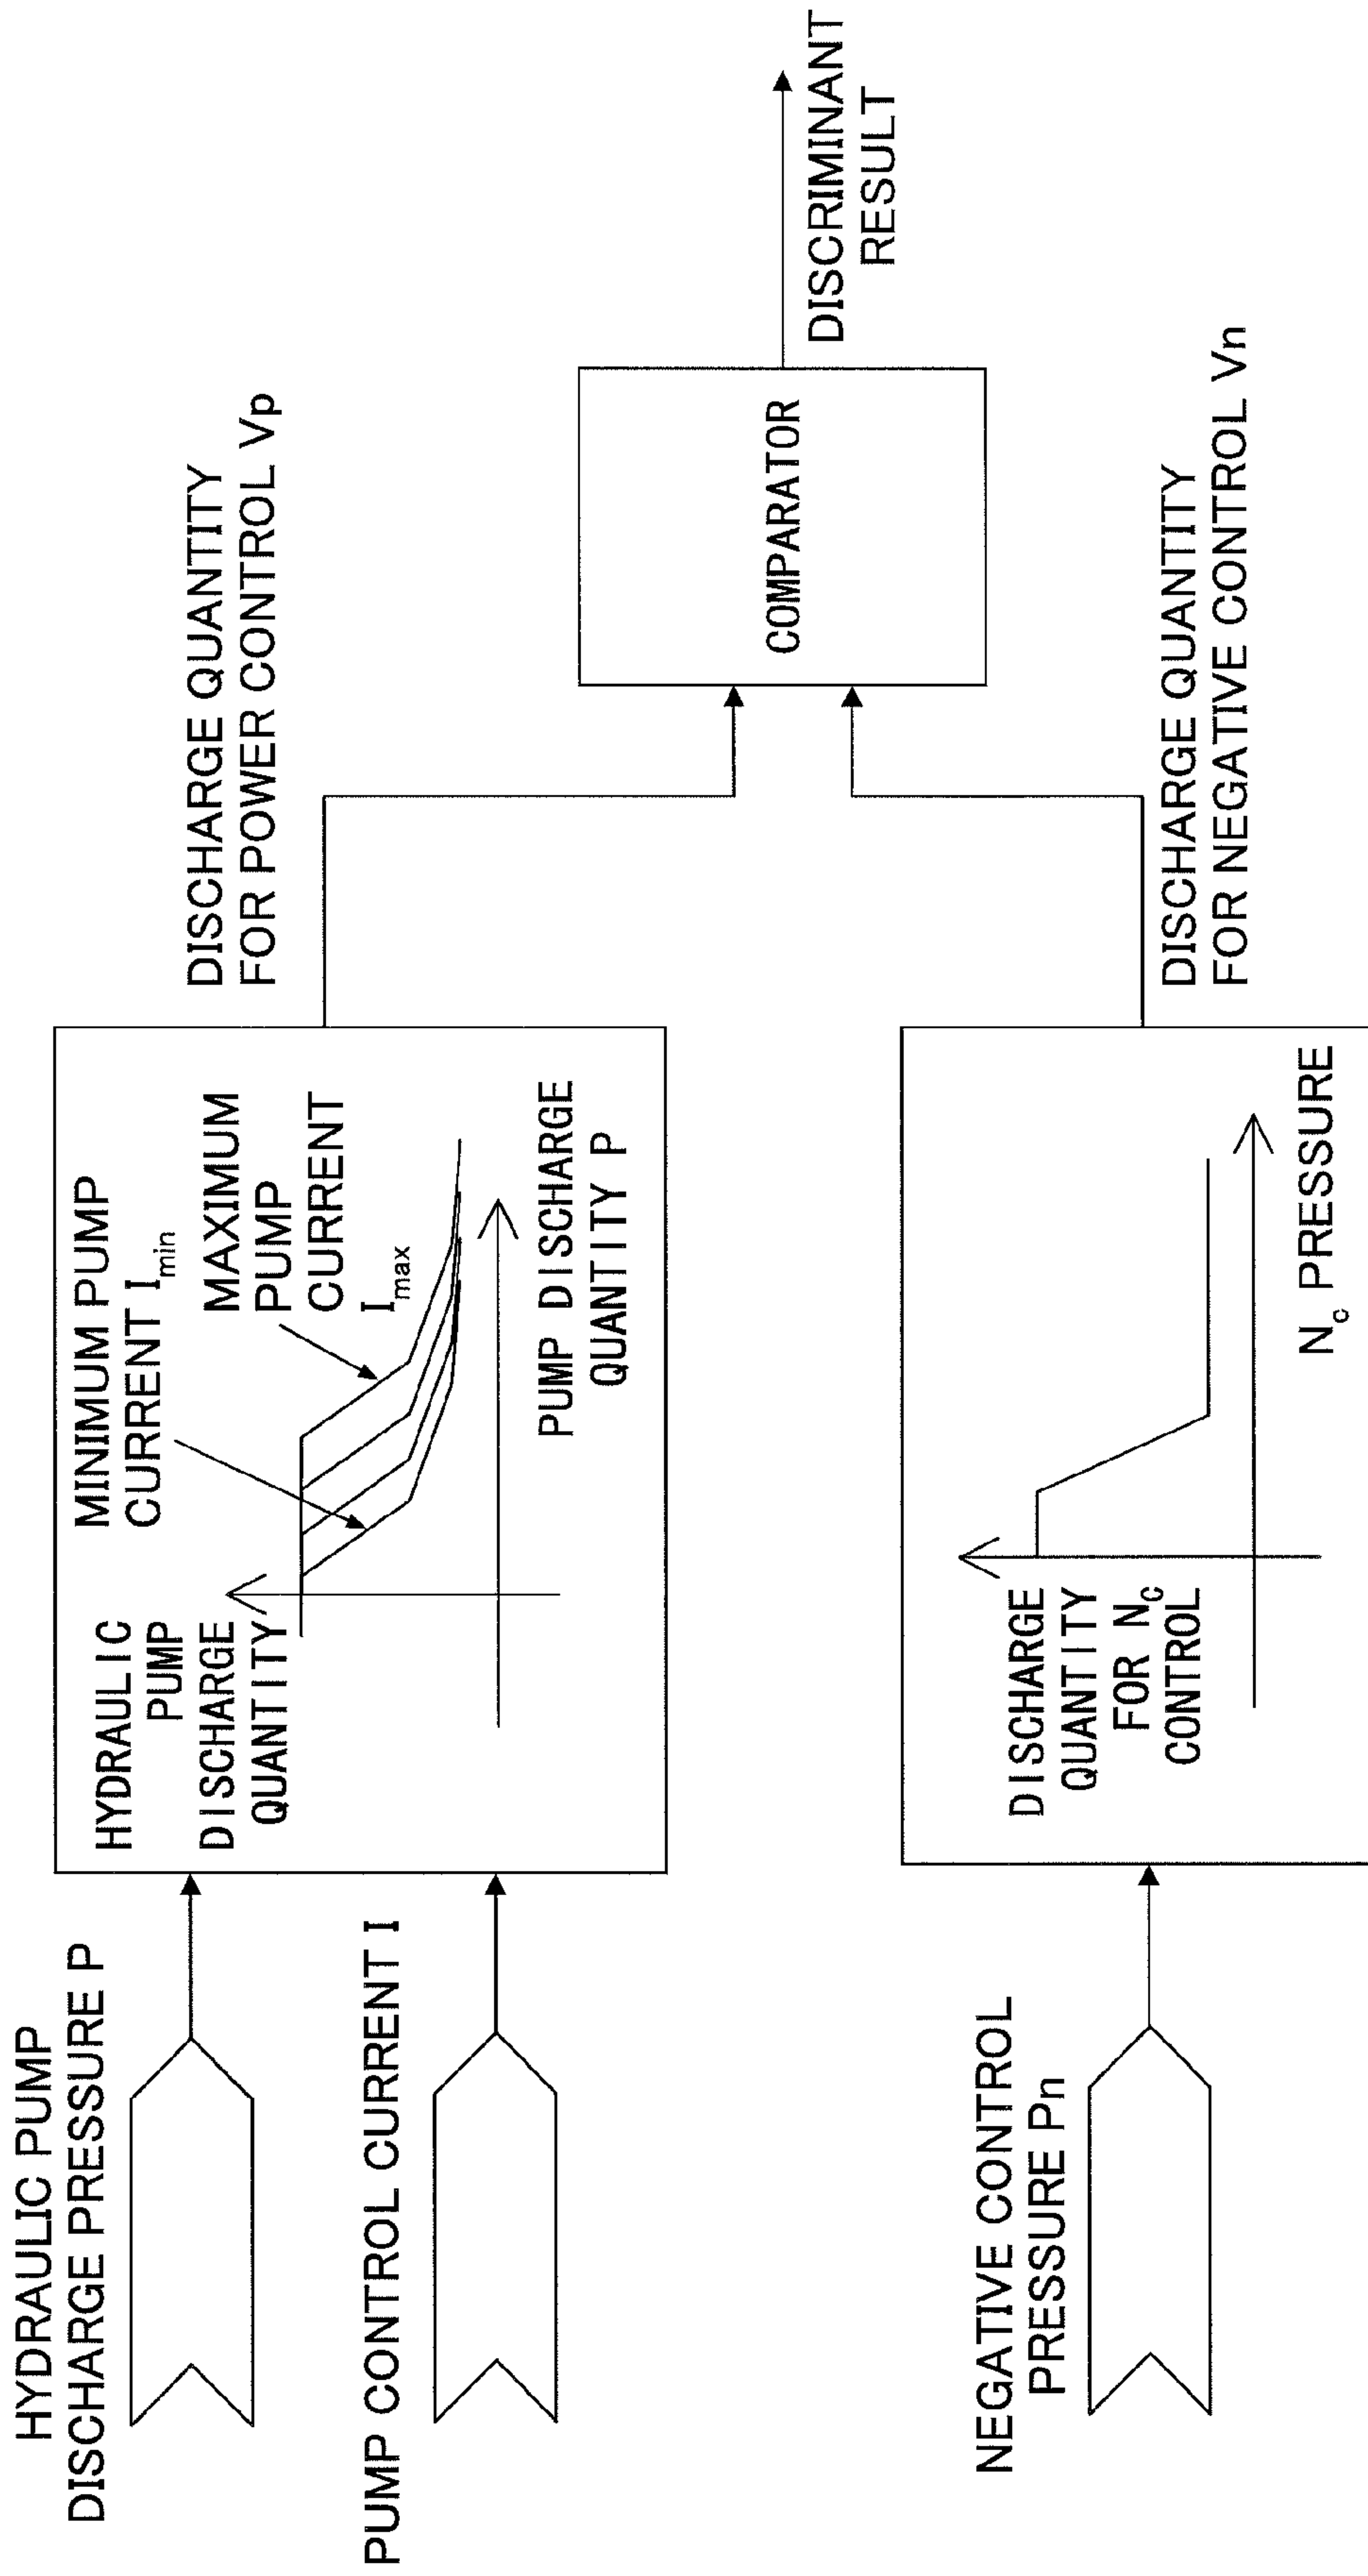 HYDRAULIC PUMP
DISCHARGE PRESSURE P
PUMP CONTROL CURRENT I
HYDRAULIC
PUMP
DISCHARGE
QUANTITY
MINIMUM PUMP
CURRENT Imin
MAXIMUM
PUMP
CURRENT
Imax
PUMP DISCHARGE
QUANTITY P
DISCHARGE QUANTITY
FOR POWER CONTROL Vp
COMPARATOR
DISCRIMINANT
RESULT
NEGATIVE CONTROL
PRESSURE Pn
DISCHARGE
QUANTITY
FOR Nc
CONTROL
Nc PRESSURE
DISCHARGE QUANTITY
FOR NEGATIVE CONTROL Vn